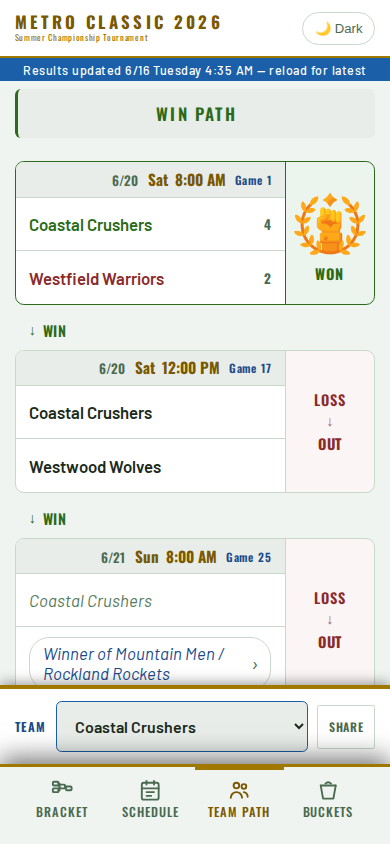 METRO CLASSIC 2026
Summer Championship Tournament
🌙 Dark
Results updated 6/16 Tuesday 4:35 AM — reload for latest
WIN PATH
6/20 Sat 8:00 AM Game 1
Coastal Crushers 4
Westfield Warriors 2
WON
↓ WIN
6/20 Sat 12:00 PM Game 17
Coastal Crushers
Westwood Wolves
LOSS
↓
OUT
↓ WIN
6/21 Sun 8:00 AM Game 25
Coastal Crushers
Winner of Mountain Men /
Rockland Rockets ›
LOSS
↓
OUT
TEAM Coastal Crushers SHARE
BRACKET SCHEDULE TEAM PATH BUCKETS